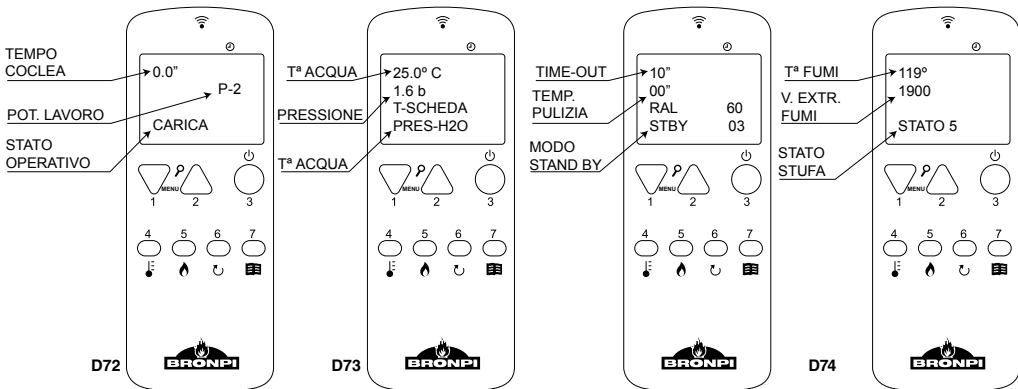 TEMPO
COCLEA
POT. LAVORO
STATO
OPERATIVO
0.0"
P-2
CARICA
MENU
1 2 3
4 5 6 7
BRONPI
D72
Tª ACQUA
PRESSIONE
Tª ACQUA
25.0º C
1.6 b
T-SCHEDA
PRES-H2O
MENU
1 2 3
4 5 6 7
BRONPI
D73
TIME-OUT
TEMP.
PULIZIA
MODO
STAND BY
10"
00"
RAL 60
STBY 03
MENU
1 2 3
4 5 6 7
BRONPI
Tª FUMI
V. EXTR.
FUMI
STATO
STUFA
119º
1900
STATO 5
MENU
1 2 3
4 5 6 7
BRONPI
D74